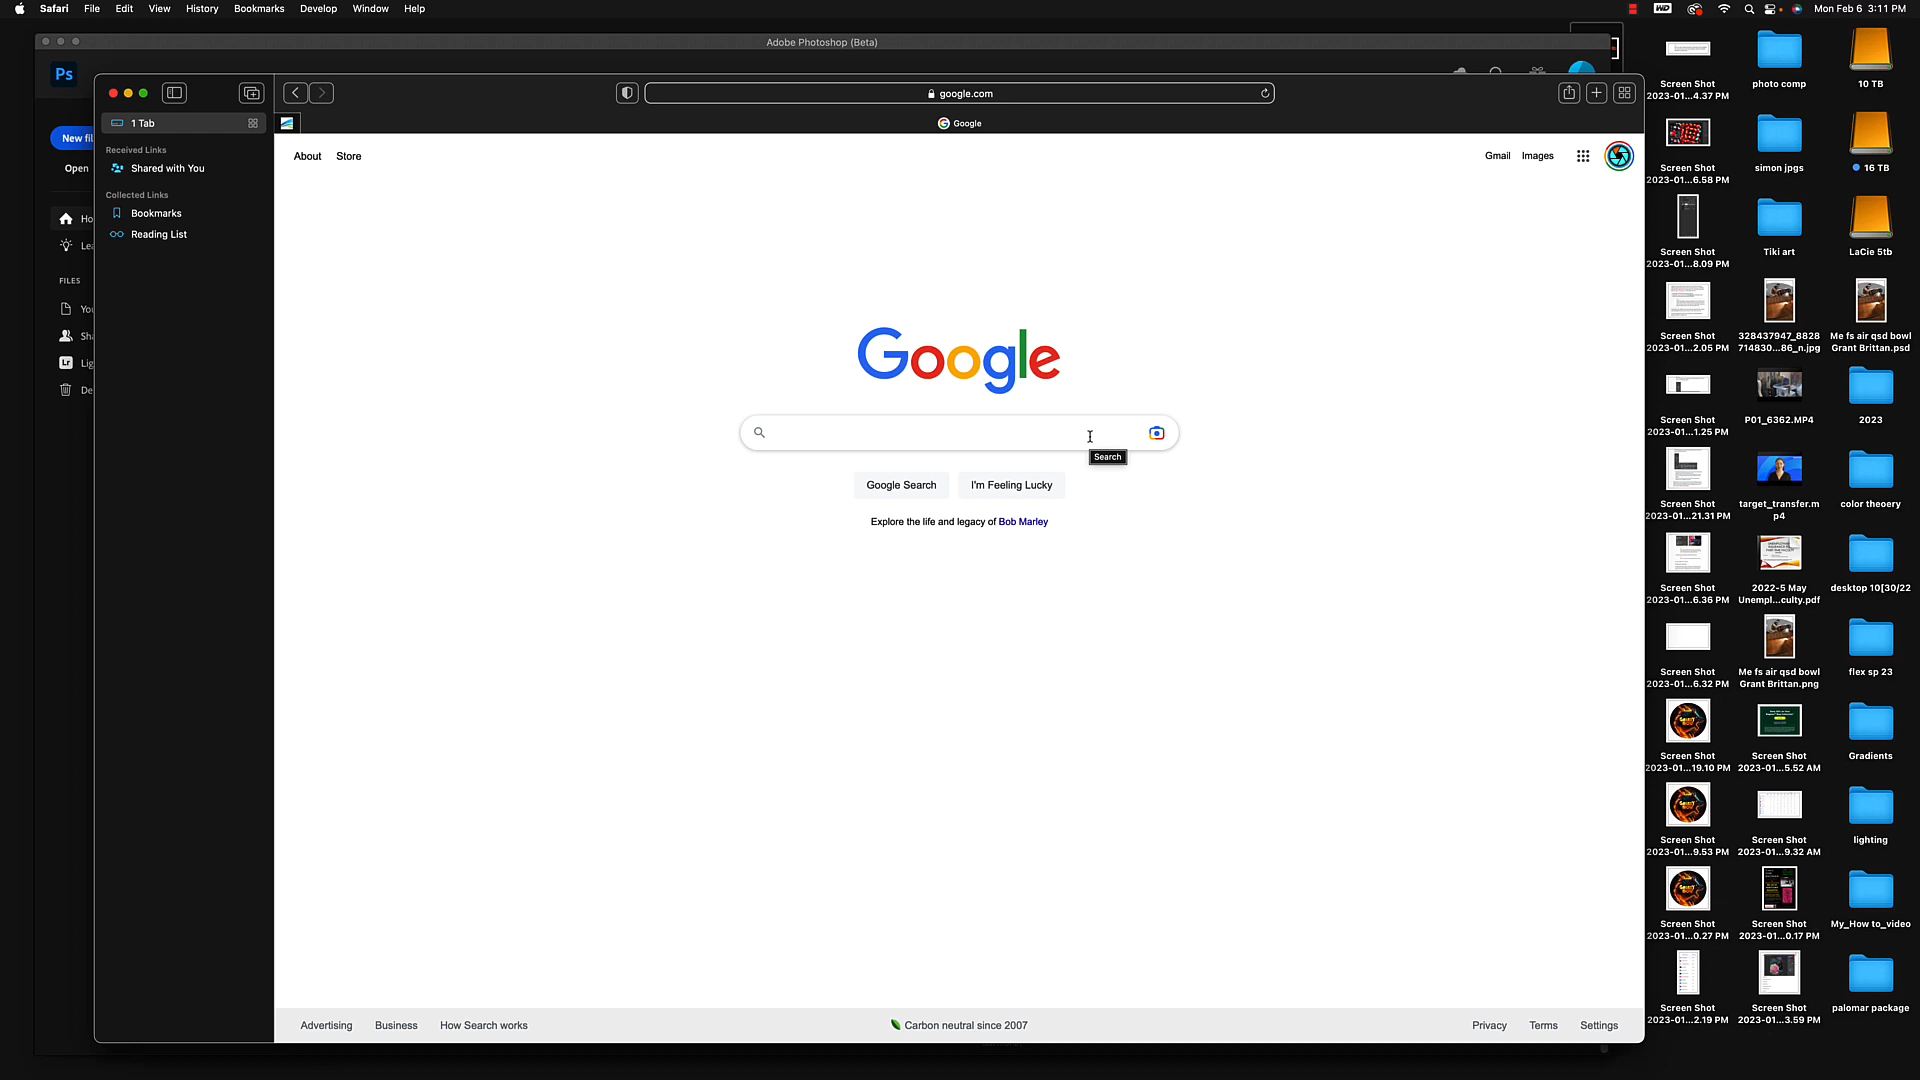 Safari File Edit View History Bookmarks Develop Window Help
WD
Mon Feb 6 3:11 PM
Adobe Photoshop (Beta)
Ps
New fil
Open
Ho
Lea
FILES
You
Sha
Lr Lig
De
1 Tab
Received Links
Shared with You
Collected Links
Bookmarks
Reading List
google.com
Google
About Store
Gmail Images
Google
Search
Google Search I'm Feeling Lucky
Explore the life and legacy of Bob Marley
Advertising Business How Search works
Carbon neutral since 2007
Privacy Terms Settings
Screen Shot
2023-01...4.37 PM
photo comp
10 TB
Screen Shot
2023-01...6.58 PM
simon jpgs
16 TB
Screen Shot
2023-01...8.09 PM
Tiki art
LaCie 5tb
Screen Shot
2023-01...2.05 PM
328437947_8828
714830...86_n.jpg
Me fs air qsd bowl
Grant Brittan.psd
Screen Shot
2023-01...1.25 PM
P01_6362.MP4
2023
Screen Shot
2023-01...21.31 PM
target_transfer.m
p4
color theoery
Screen Shot
2023-01...6.36 PM
2022-5 May
Unempl...culty.pdf
desktop 10[30/22
Screen Shot
2023-01...6.32 PM
Me fs air qsd bowl
Grant Brittan.png
flex sp 23
Screen Shot
2023-01...19.10 PM
Screen Shot
2023-01...5.52 AM
Gradients
Screen Shot
2023-01...9.53 PM
Screen Shot
2023-01...9.32 AM
lighting
Screen Shot
2023-01...0.27 PM
Screen Shot
2023-01...0.17 PM
My_How to_video
Screen Shot
2023-01...2.19 PM
Screen Shot
2023-01...3.59 PM
palomar package